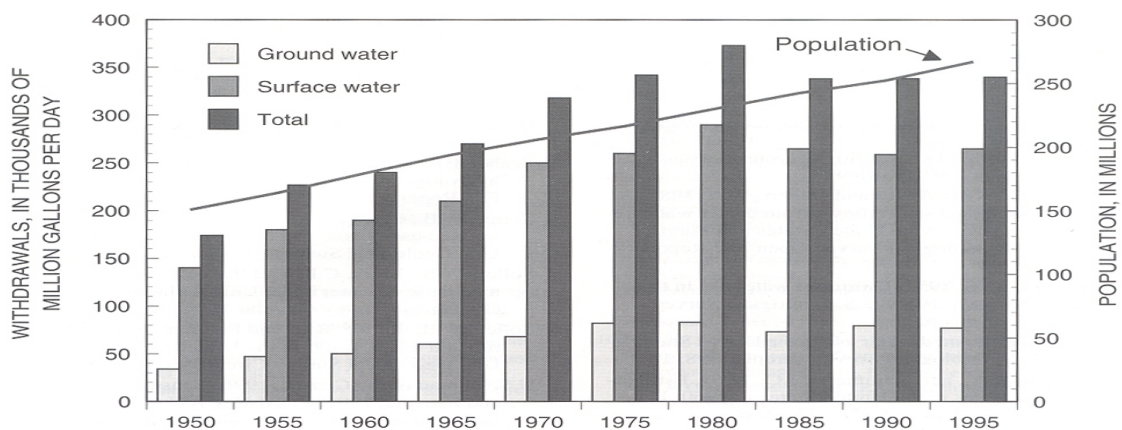 WITHDRAWALS, IN THOUSANDS OF
MILLION GALLONS PER DAY
400
350
300
250
200
150
100
50
0
Ground water
Surface water
Total
Population
300
250
200
150
100
50
0
POPULATION, IN MILLIONS
1950 1955 1960 1965 1970 1975 1980 1985 1990 1995